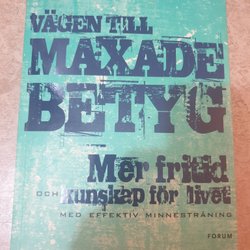 VÄGEN TILL
MAXADE
BETYG
Mer fritid
OCH kunskap för livet
MED EFFEKTIV MINNESTRÄNING
FORUM